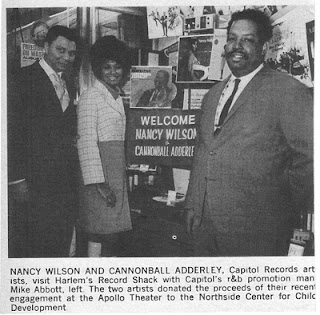 WELCOME
NANCY WILSON
CANNONBALL ADDERLEY
NANCY WILSON AND CANNONBALL ADDERLEY, Capitol Records art-
ists, visit Harlem's Record Shack with Capitol's r&b promotion man
Mike Abbott, left. The two artists donated the proceeds of their recent
engagement at the Apollo Theater to the Northside Center for Child
Development